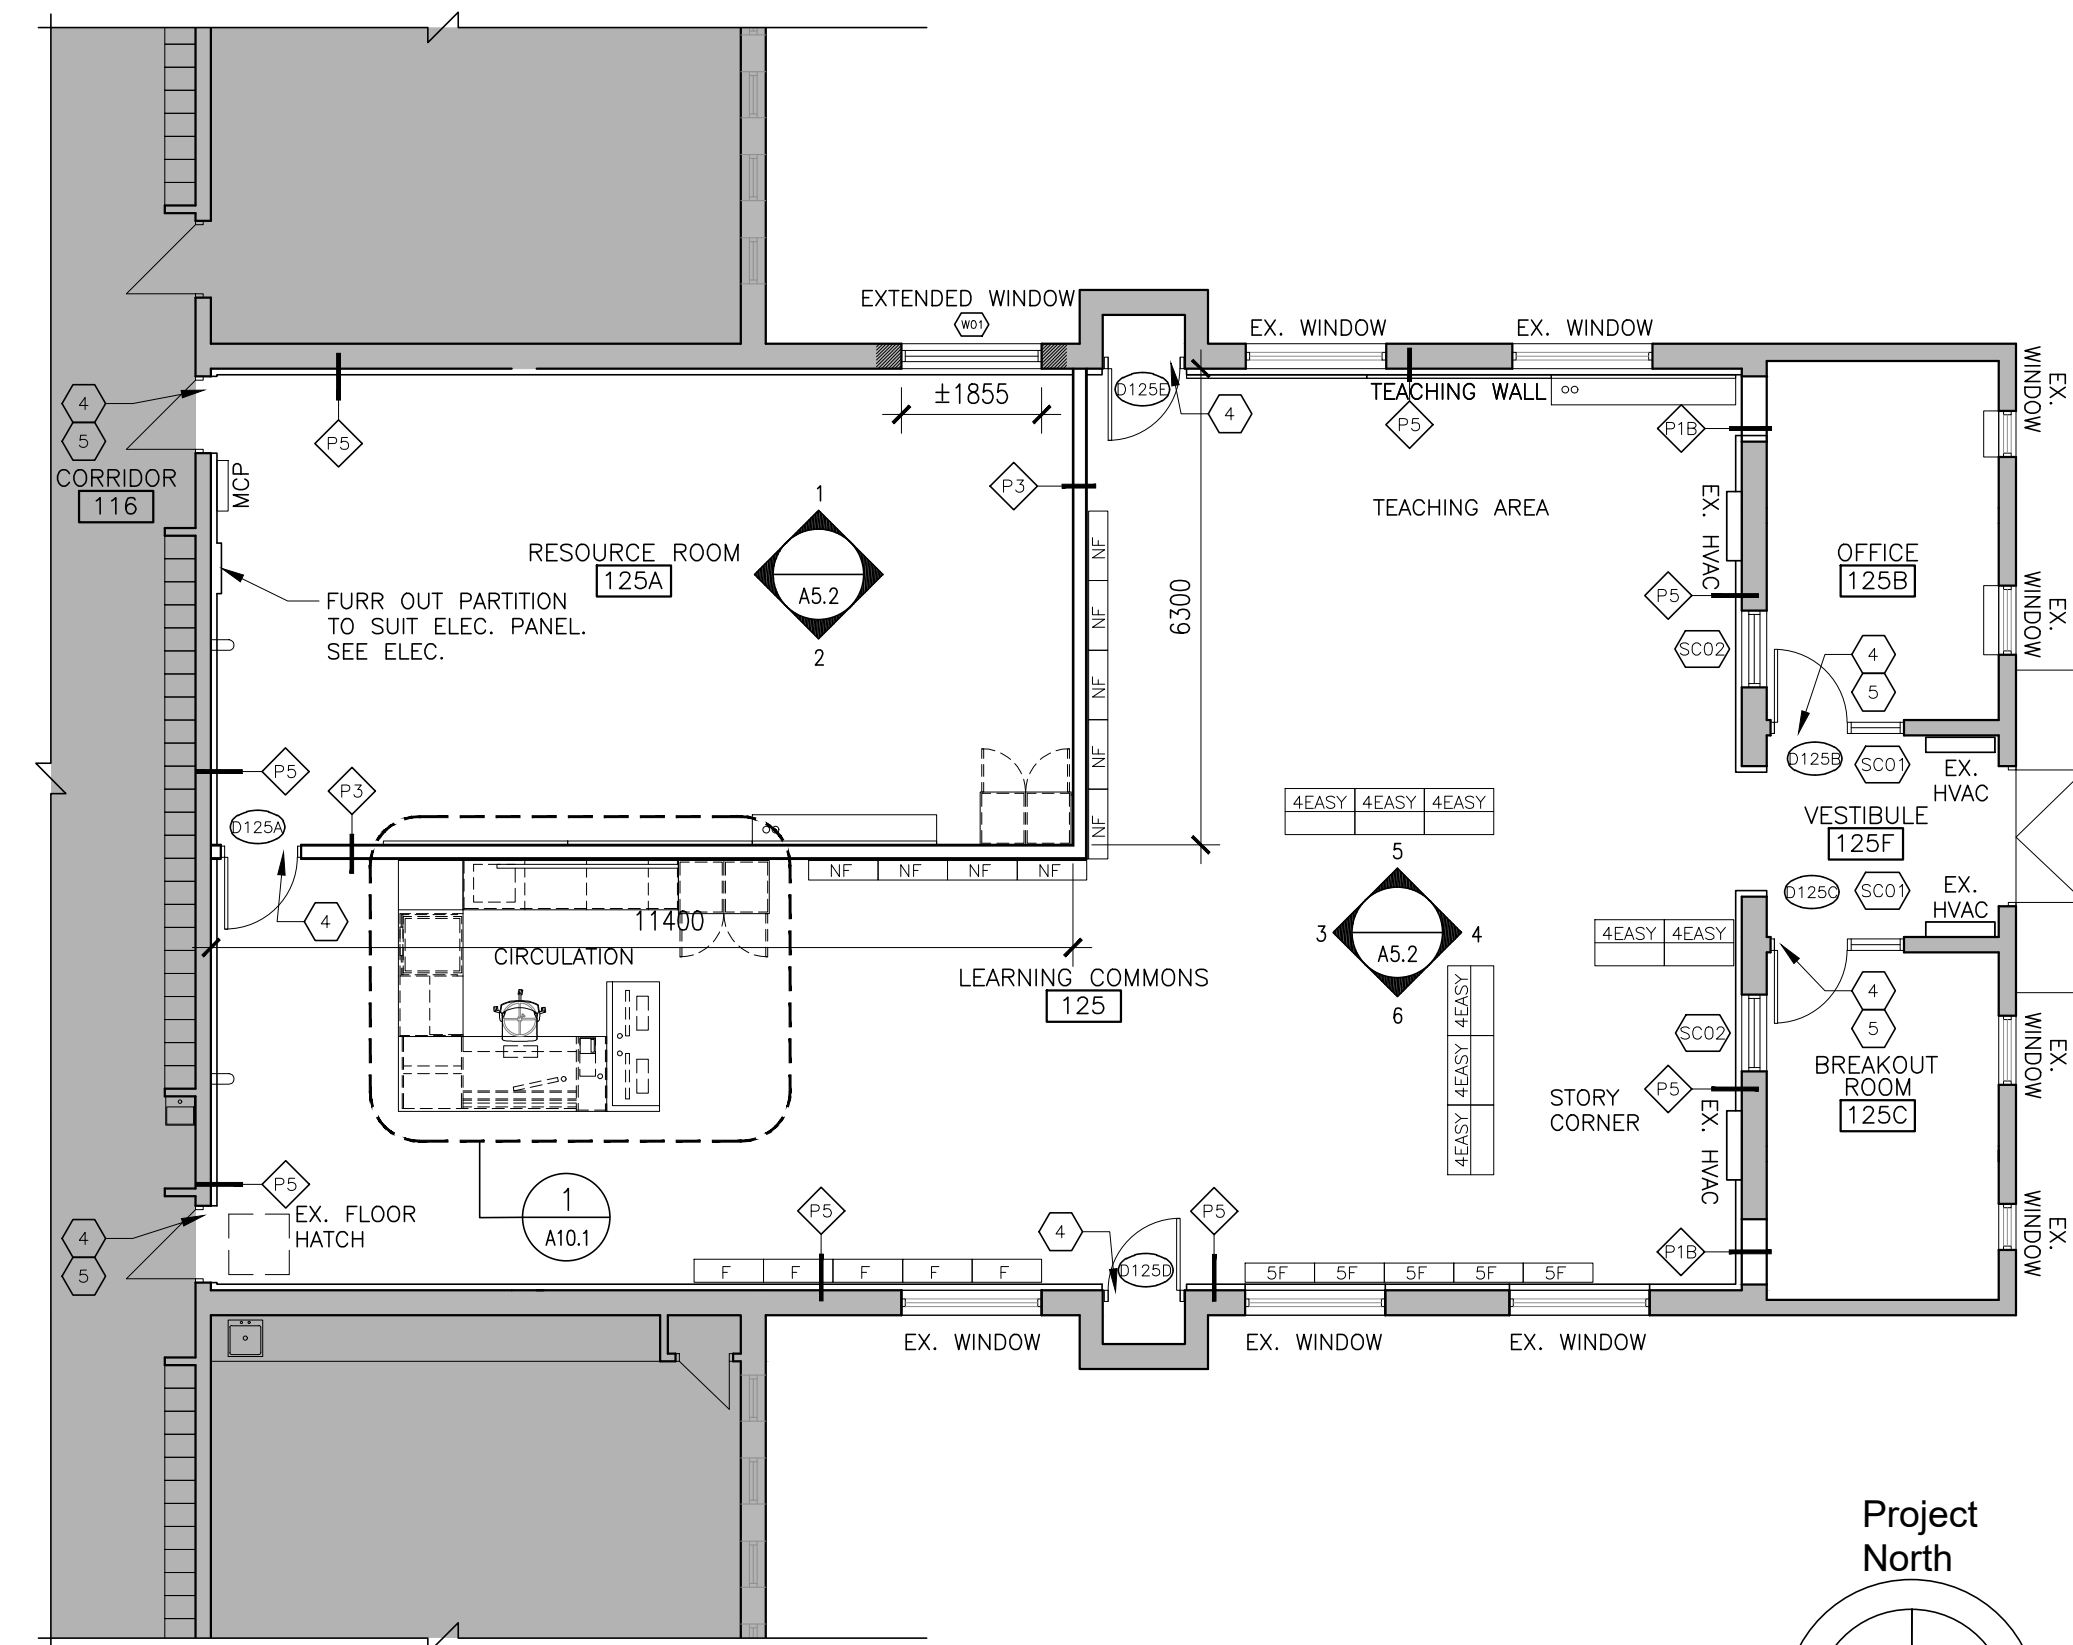 EXTENDED WINDOW
W01
EX. WINDOW
EX. WINDOW
EX.
WINDOW
±1855
D125E
4
TEACHING WALL
P5
P1B
4
5
P5
MCP
CORRIDOR
116
P3
TEACHING AREA
EX. HVAC
1
A5.2
2
RESOURCE ROOM
125A
NF
NF
NF
NF
NF
6300
OFFICE
125B
EX.
WINDOW
FURR OUT PARTITION
TO SUIT ELEC. PANEL.
SEE ELEC.
P5
SC02
4
5
P5
P3
D125A
D125B
SC01
EX.
HVAC
4EASY
4EASY
4EASY
VESTIBULE
125F
5
3
A5.2
4
6
NF
NF
NF
NF
D125C
SC01
EX.
HVAC
4
11400
CIRCULATION
4EASY
4EASY
LEARNING COMMONS
125
4EASY
4EASY
4EASY
4
5
SC02
EX.
WINDOW
BREAKOUT
ROOM
125C
STORY
CORNER
P5
EX. HVAC
P5
EX. FLOOR
HATCH
1
A10.1
P5
4
P5
P1B
EX.
WINDOW
4
5
F
F
F
F
F
D125D
5F
5F
5F
5F
5F
EX. WINDOW
EX. WINDOW
EX. WINDOW
Project
North